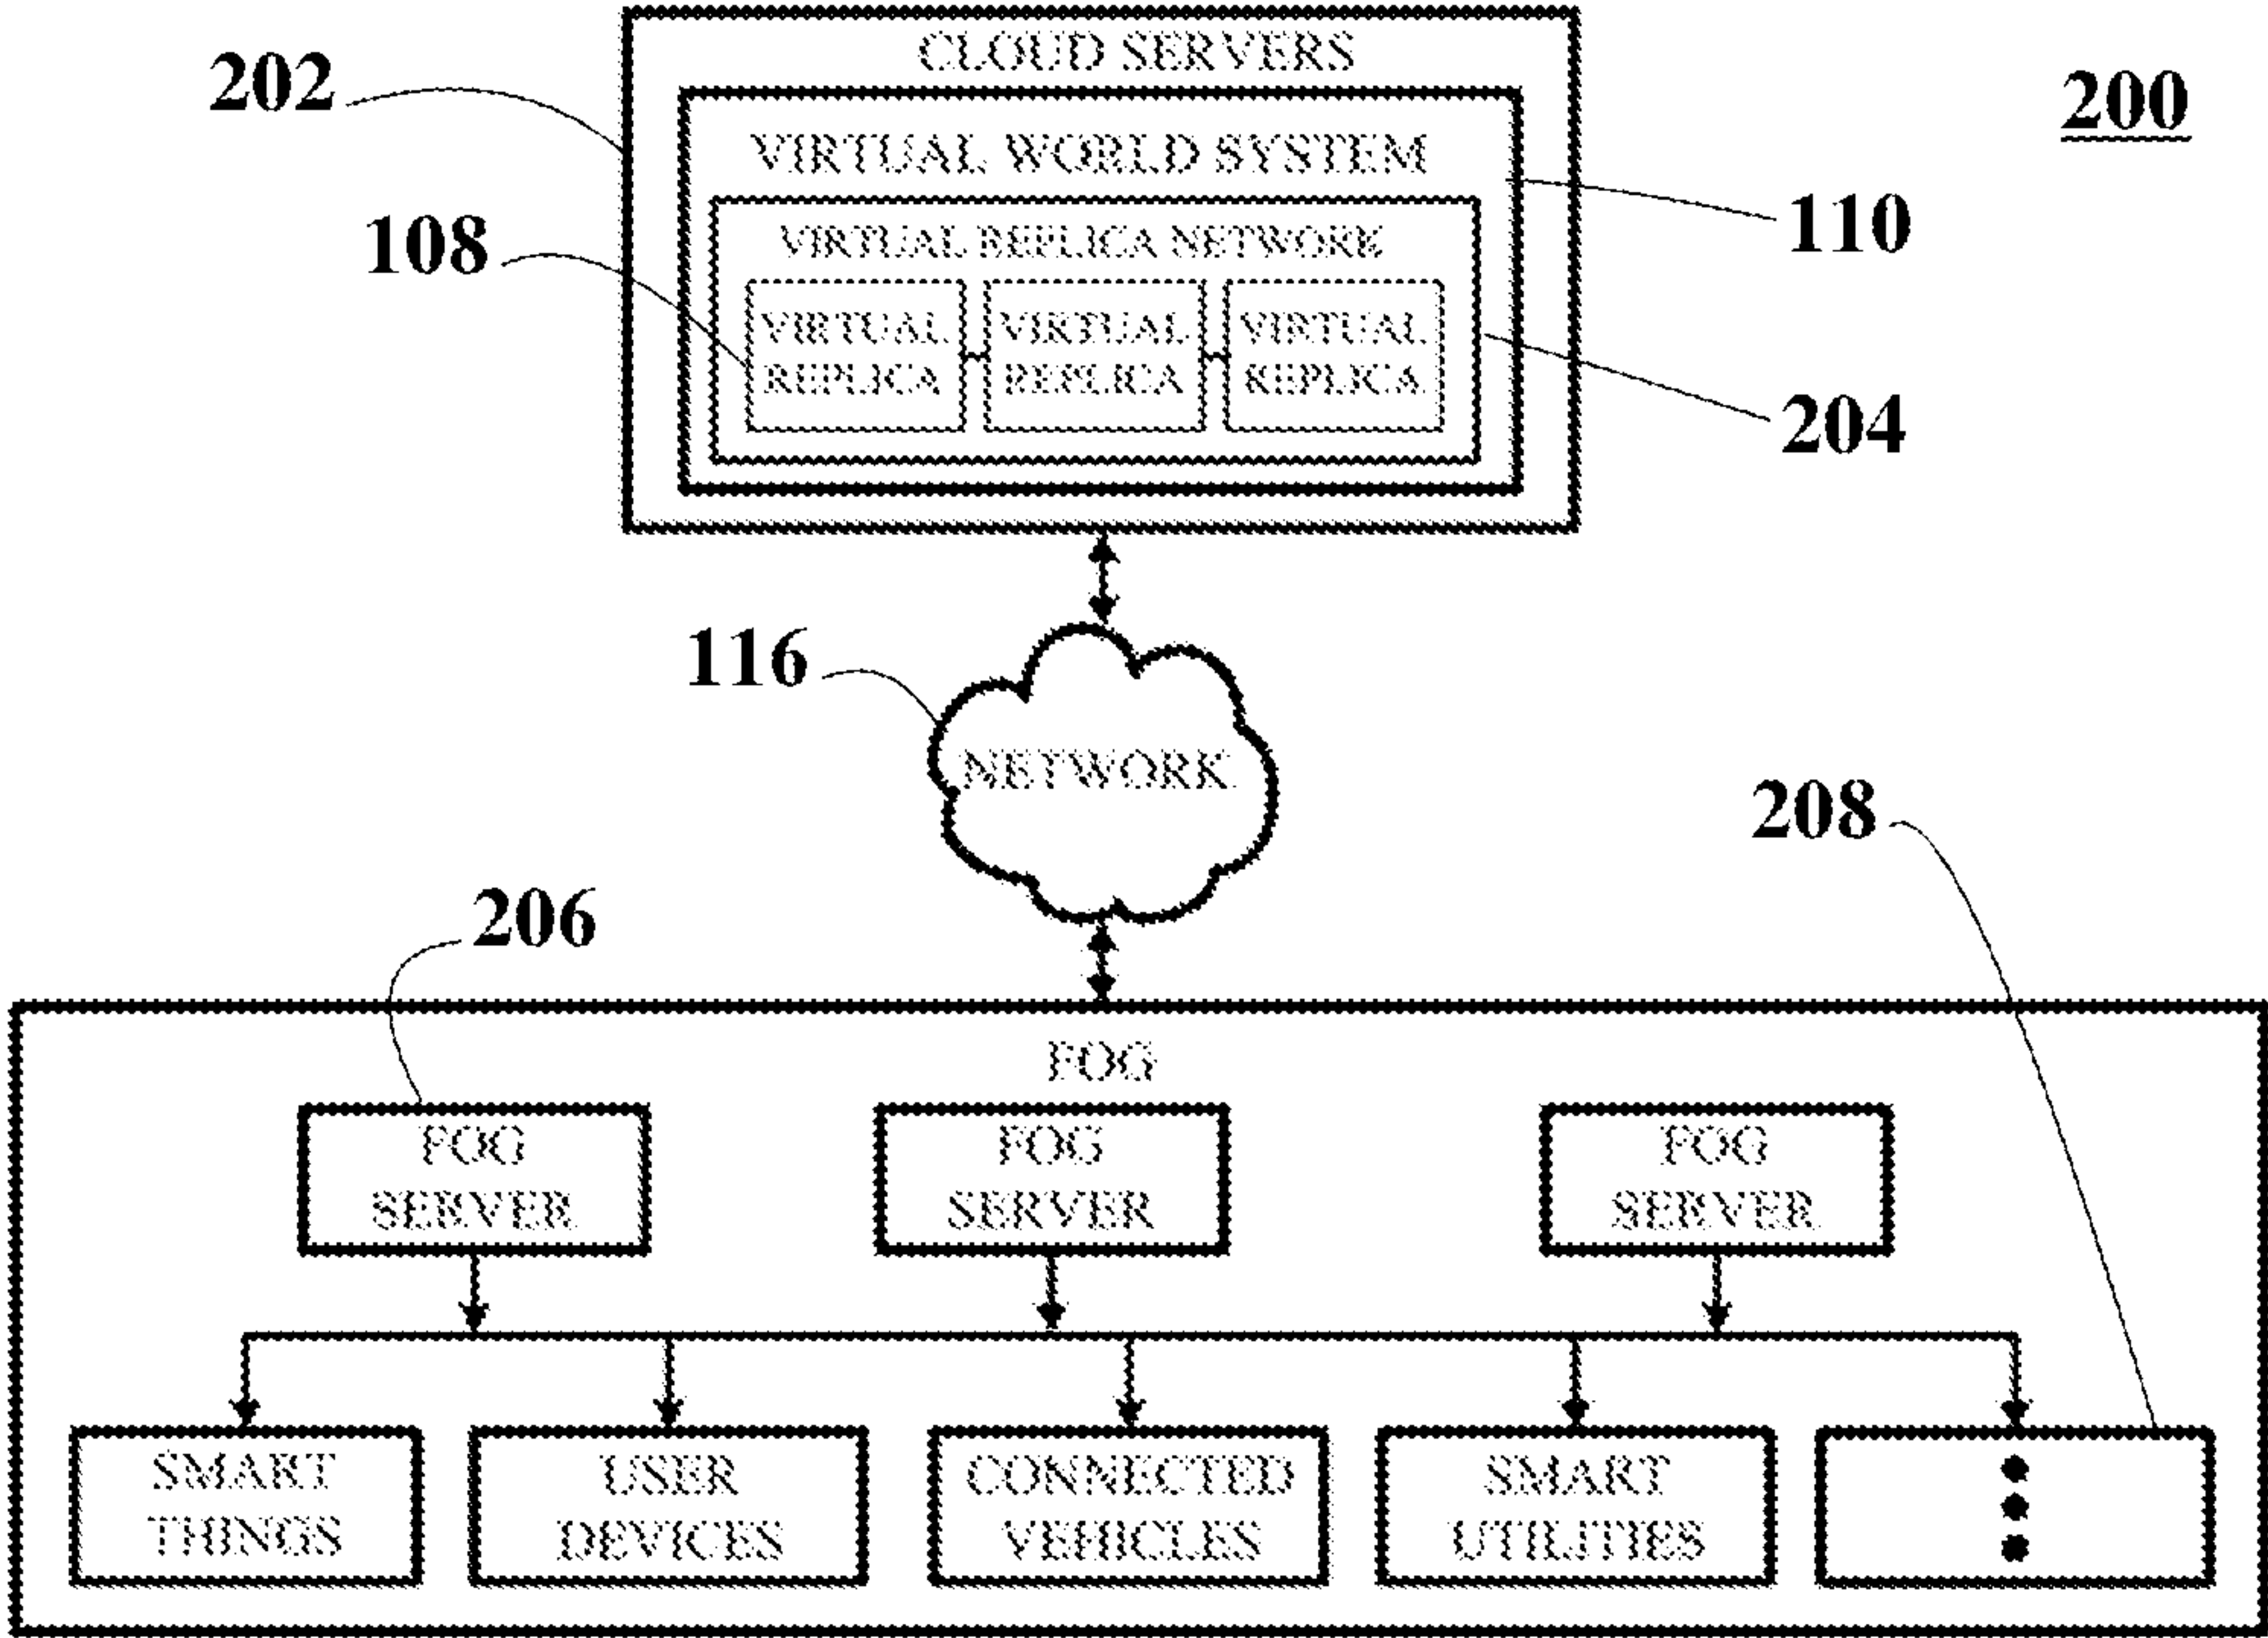 CLOUD SERVERS
202
200
VIRTUAL WORLD SYSTEM
110
108
VIRTUAL REPLICA NETWORK
VIRTUAL
REPLICA
VIRTUAL
REPLICA
VIRTUAL
REPLICA
204
116
NETWORK
208
206
FOG
FOG
SERVER
FOG
SERVER
FOG
SERVER
SMART
THINGS
USER
DEVICES
CONNECTED
VEHICLES
SMART
UTILITIES